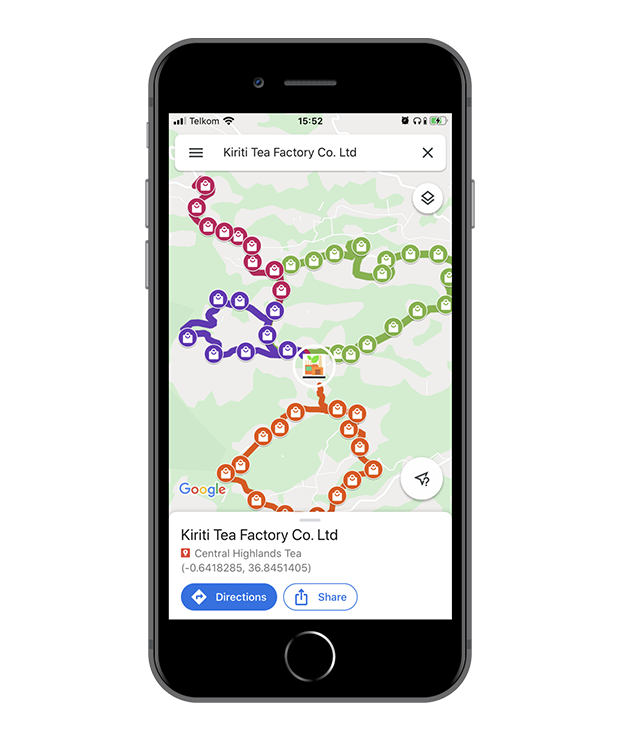 Telkom 15:52
Kiriti Tea Factory Co. Ltd
Google
Kiriti Tea Factory Co. Ltd
Central Highlands Tea
(-0.6418285, 36.8451405)
Directions Share